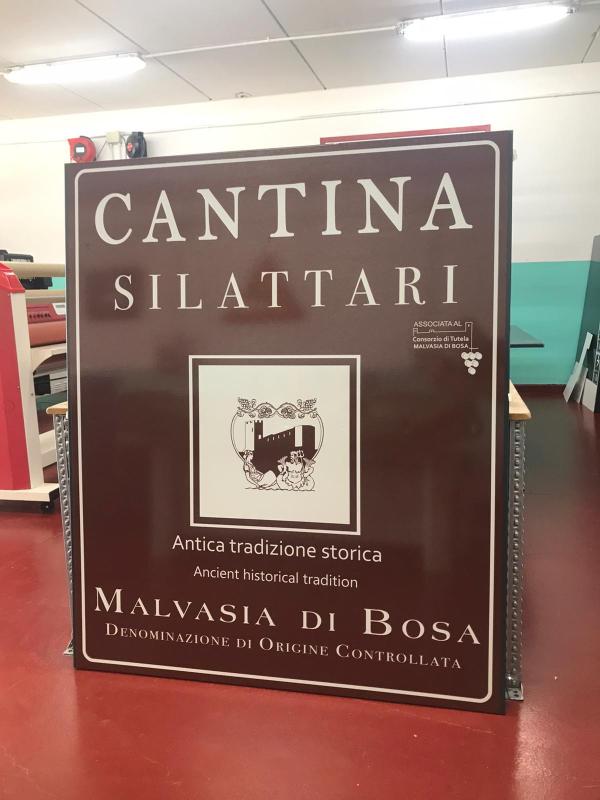 CANTINA
SILATTARI
ASSOCIATA AL
Consorzio di Tutela
MALVASIA DI BOSA
Antica tradizione storica
Ancient historical tradition
MALVASIA DI BOSA
DENOMINAZIONE DI ORIGINE CONTROLLATA